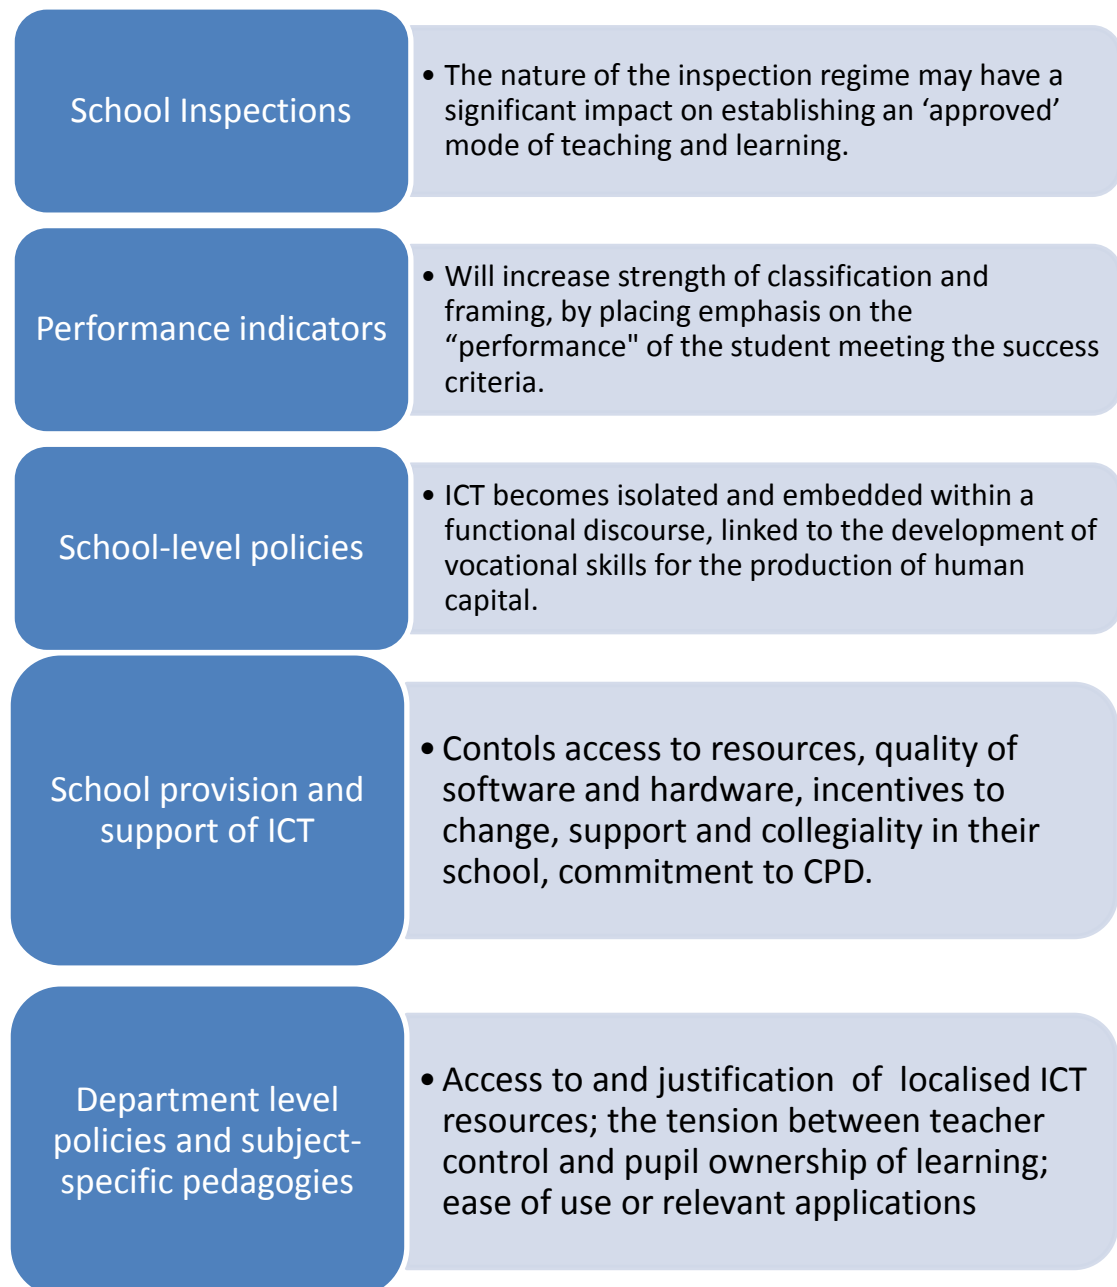 School Inspections
• The nature of the inspection regime may have a
significant impact on establishing an ‘approved’
mode of teaching and learning.
Performance indicators
• Will increase strength of classification and
framing, by placing emphasis on the
“performance" of the student meeting the success
criteria.
School-level policies
• ICT becomes isolated and embedded within a
functional discourse, linked to the development of
vocational skills for the production of human
capital.
School provision and
support of ICT
• Contols access to resources, quality of
software and hardware, incentives to
change, support and collegiality in their
school, commitment to CPD.
Department level
policies and subject-
specific pedagogies
• Access to and justification of localised ICT
resources; the tension between teacher
control and pupil ownership of learning;
ease of use or relevant applications